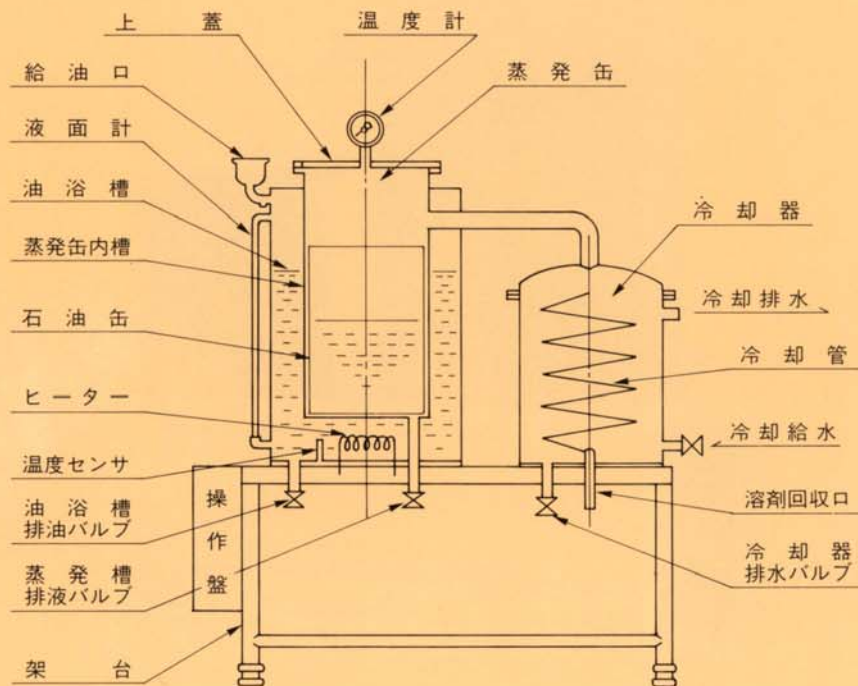 上蓋
温度計
給油口
蒸発缶
液面計
油浴槽
冷却器
蒸発缶内槽
冷却排水
石油缶
冷却管
ヒーター
冷却給水
温度センサ
操作盤
油浴槽
排油バルブ
溶剤回収口
蒸発槽
排液バルブ
冷却器
排水バルブ
架台